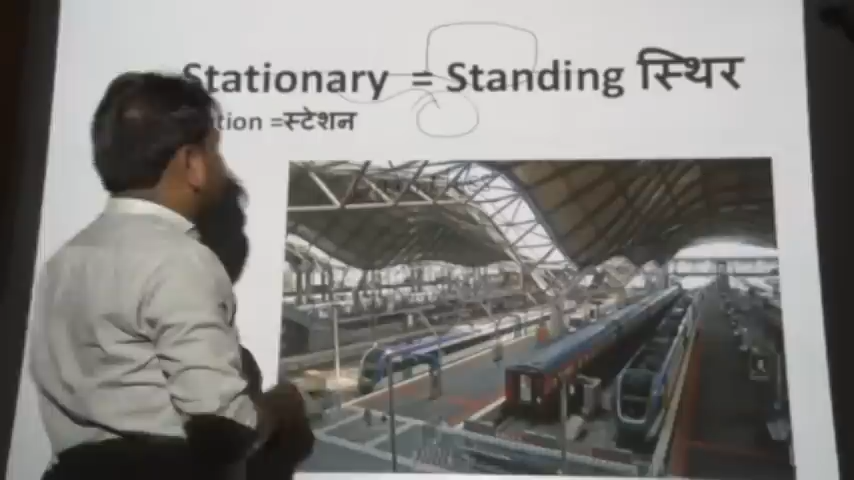 Stationary = Standing स्थिर
tion =स्टेशन